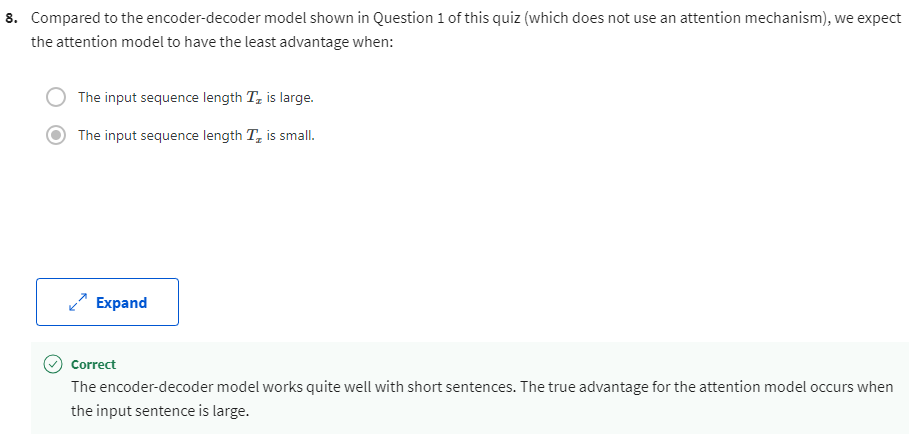 8. Compared to the encoder-decoder model shown in Question 1 of this quiz (which does not use an attention mechanism), we expect
the attention model to have the least advantage when:
The input sequence length Tₓ is large.
The input sequence length Tₓ is small.
Expand
Correct
The encoder-decoder model works quite well with short sentences. The true advantage for the attention model occurs when
the input sentence is large.